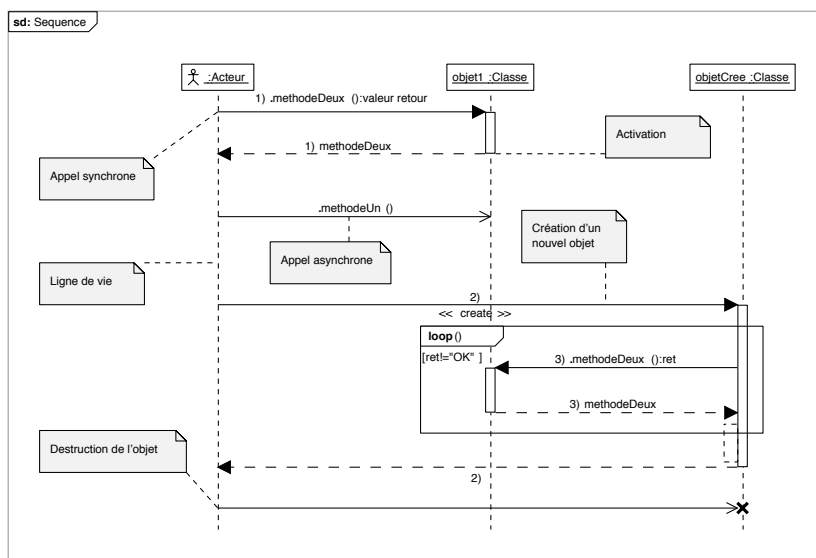 sd: Sequence
:Acteur
objet1 :Classe
objetCree :Classe
1) .methodeDeux ():valeur retour
Activation
1) methodeDeux
Appel synchrone
.methodeUn ()
Création d'un
nouvel objet
Appel asynchrone
Ligne de vie
2)
<< create >>
loop()
[ret!="OK" ]
3) .methodeDeux ():ret
3) methodeDeux
Destruction de l'objet
2)